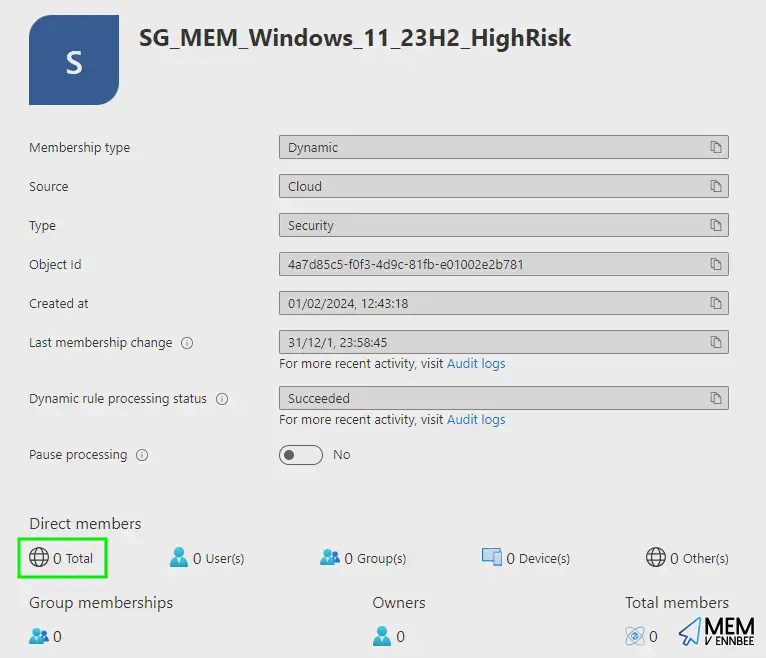 S
SG_MEM_Windows_11_23H2_HighRisk
Membership type Dynamic
Source Cloud
Type Security
Object Id 4a7d85c5-f0f3-4d9c-81fb-e01002e2b781
Created at 01/02/2024, 12:43:18
Last membership change 31/12/1, 23:58:45
For more recent activity, visit Audit logs
Dynamic rule processing status Succeeded
For more recent activity, visit Audit logs
Pause processing No
Direct members
0 Total 0 User(s) 0 Group(s) 0 Device(s) 0 Other(s)
Group memberships Owners Total members
0 0 0
MEM
V ENNBEE